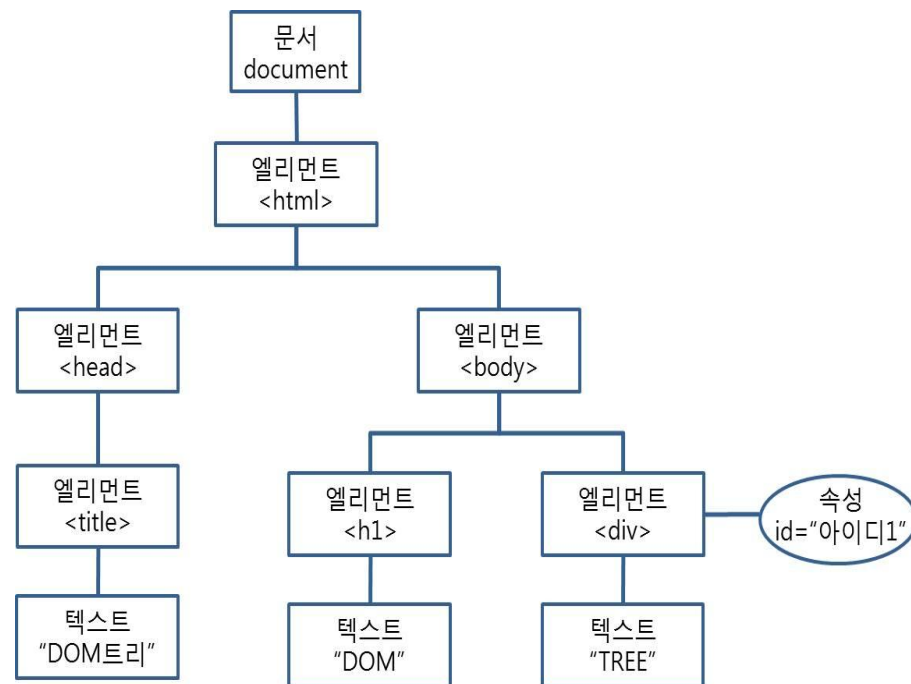 문서
document
엘리먼트
<html>
엘리먼트
<head>
엘리먼트
<body>
엘리먼트
<title>
엘리먼트
<h1>
엘리먼트
<div>
속성
id=“아이디1”
텍스트
“DOM트리”
텍스트
“DOM”
텍스트
“TREE”